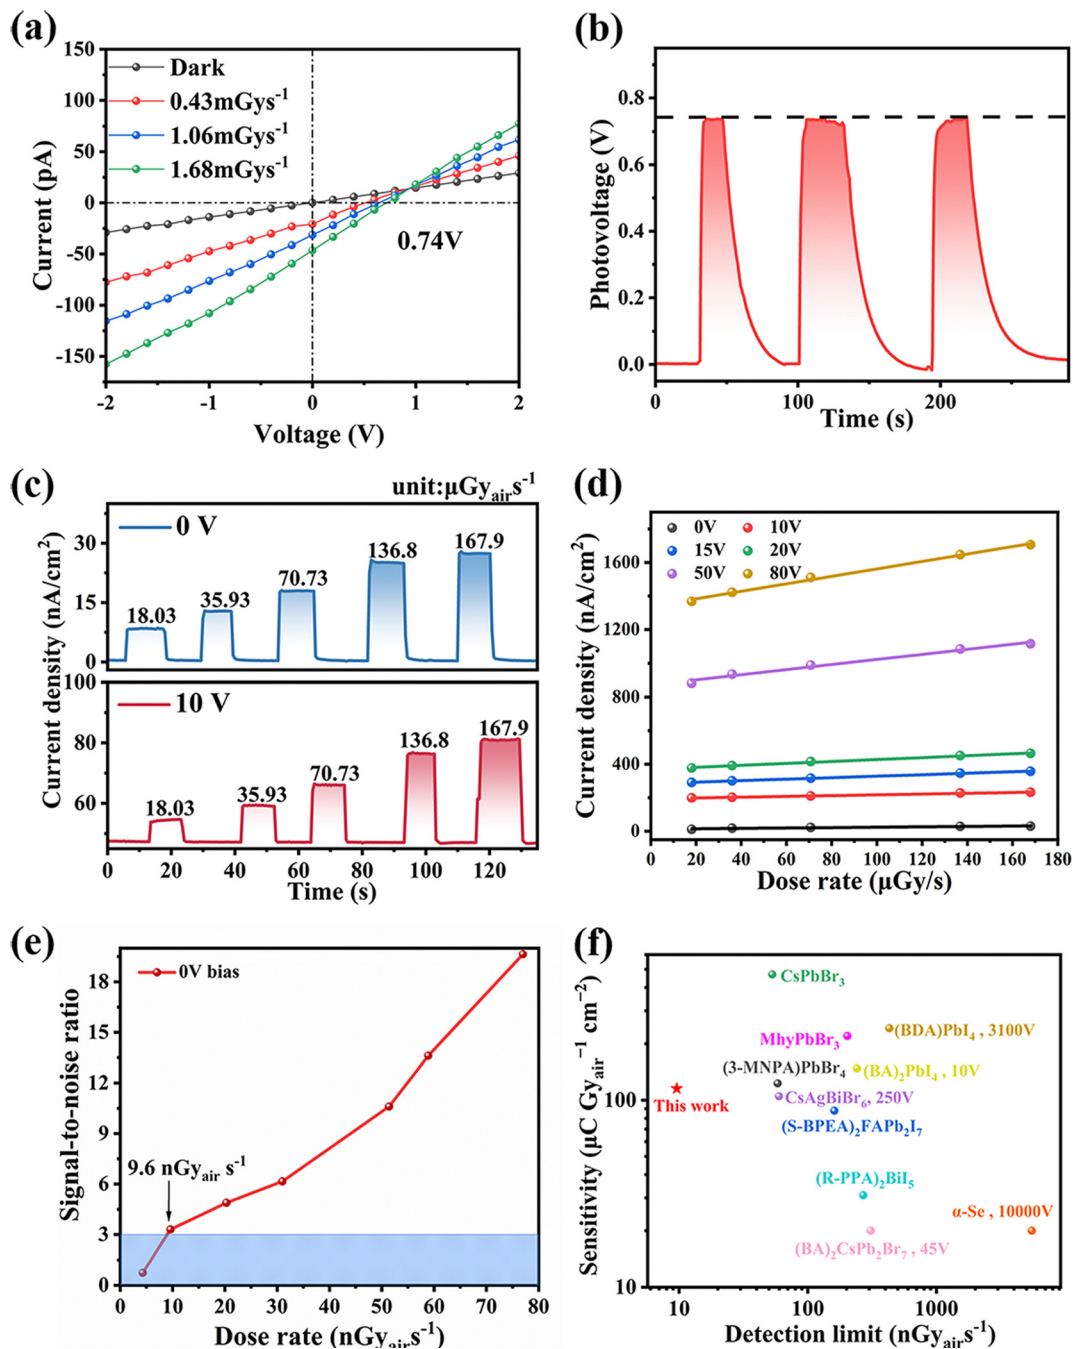 (a)
150
100
50
0
-50
-100
-150
Dark
0.43mGys⁻¹
1.06mGys⁻¹
1.68mGys⁻¹
0.74V
-2 -1 0 1 2
Voltage (V)
Current (pA)
(b)
0.8
0.6
0.4
0.2
0.0
0 100 200
Time (s)
Photovoltage (V)
(c)
unit:μGyₐᵢᵣs⁻¹
0 V
30
15
0
18.03 35.93 70.73 136.8 167.9
10 V
100
80
60
18.03 35.93 70.73 136.8 167.9
0 20 40 60 80 100 120
Time (s)
Current density (nA/cm²)
(d)
0V 10V
15V 20V
50V 80V
1600
1200
800
400
0
0 20 40 60 80 100 120 140 160 180
Dose rate (μGy/s)
Current density (nA/cm²)
(e)
0V bias
18
15
12
9
6
3
0
9.6 nGyₐᵢᵣ s⁻¹
0 10 20 30 40 50 60 70 80
Dose rate (nGyₐᵢᵣs⁻¹)
Signal-to-noise ratio
(f)
CsPbBr₃
(BDA)PbI₄ , 3100V
MhyPbBr₃
(3-MNPA)PbBr₄
(BA)₂PbI₄ , 10V
CsAgBiBr₆, 250V
This work
(S-BPEA)₂FAPb₂I₇
(R-PPA)₂BiI₅
α-Se , 10000V
(BA)₂CsPb₂Br₇ , 45V
100
10
10 100 1000
Detection limit (nGyₐᵢᵣs⁻¹)
Sensitivity (μC Gyₐᵢᵣ⁻¹ cm⁻²)